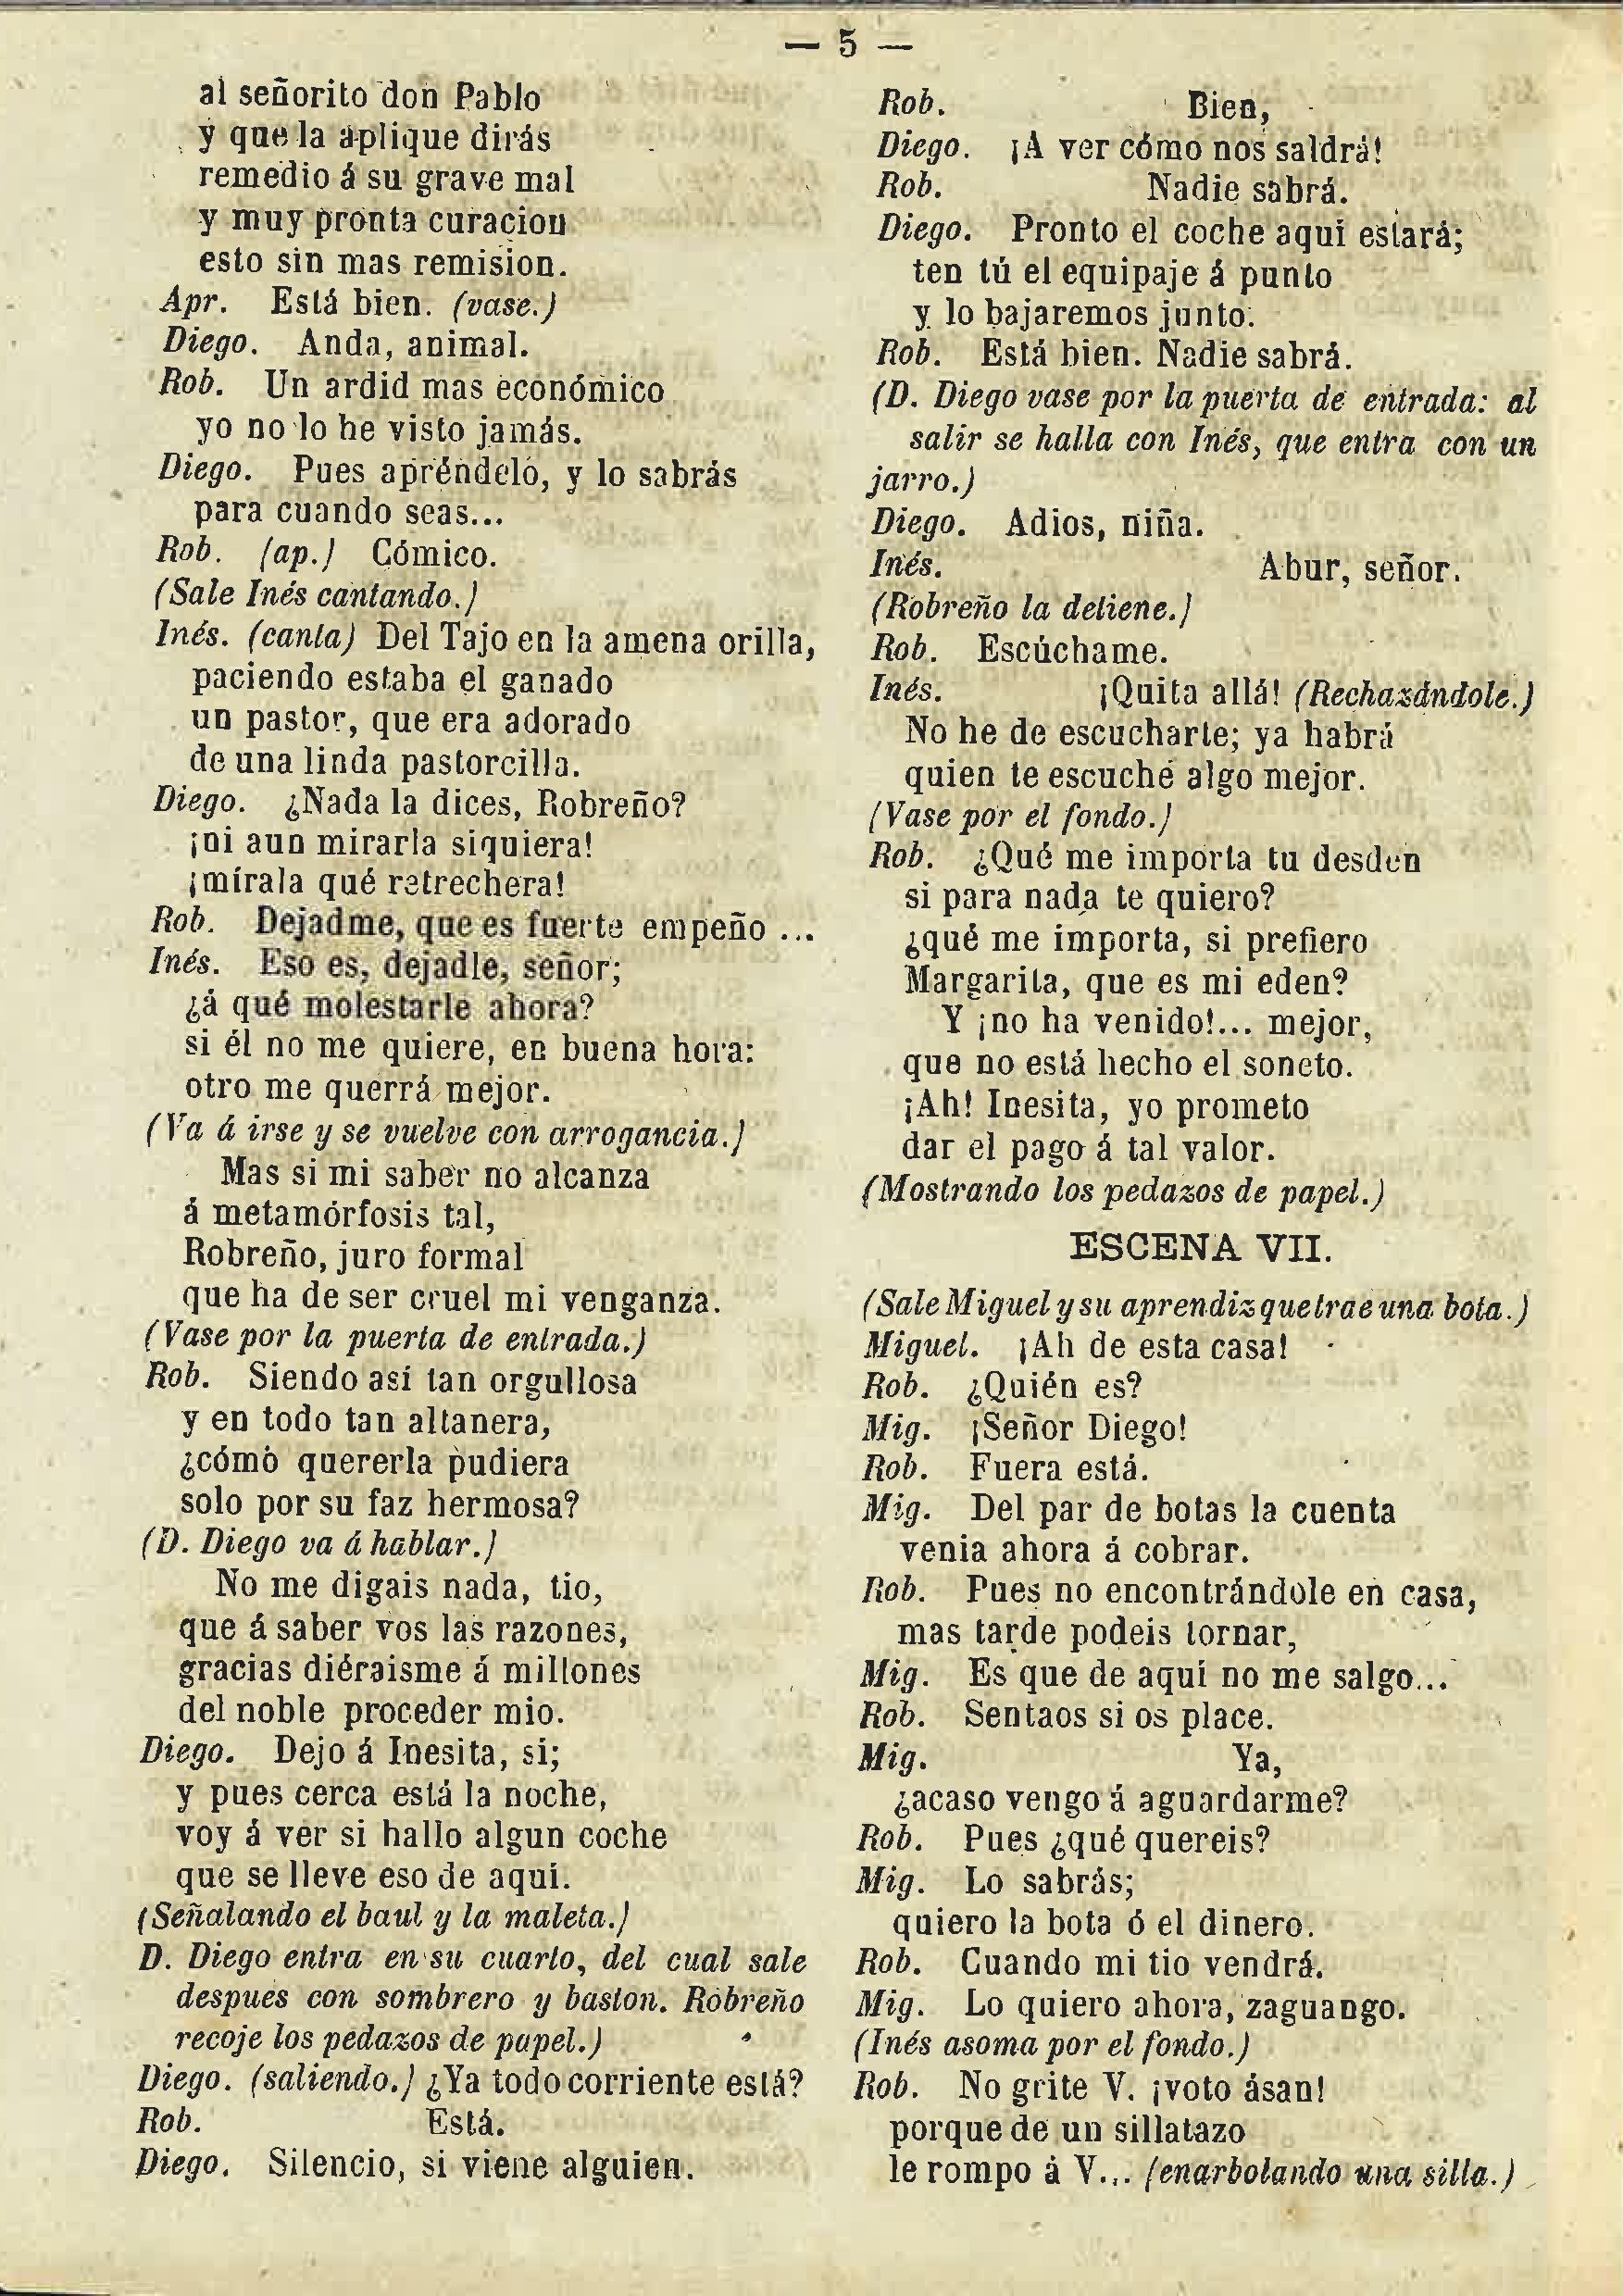 — 5 —
al señorito don Pablo
y que la aplique dirás
remedio á su grave mal
y muy pronta curacion
esto sin mas remision.
Apr. Está bien. (vase.)
Diego. Anda, animal.
Rob. Un ardid mas económico
yo no lo he visto jamás.
Diego. Pues apréndelo, y lo sabrás
para cuando seas...
Rob. (ap.) Cómico.
(Sale Inés cantando.)
Inés. (canta) Del Tajo en la amena orilla,
paciendo estaba el ganado
un pastor, que era adorado
de una linda pastorcilla.
Diego. ¿Nada la dices, Robreño?
¡ni aun mirarla siquiera!
¡mírala qué retrechera!
Rob. Dejadme, que es fuerte empeño ...
Inés. Eso es, dejadle, señor;
¿á qué molestarle ahora?
si él no me quiere, en buena hora:
otro me querrá mejor.
(Va á irse y se vuelve con arrogancia.)
Mas si mi saber no alcanza
á metamórfosis tal,
Robreño, juro formal
que ha de ser cruel mi venganza.
(Vase por la puerta de entrada.)
Rob. Siendo así tan orgullosa
y en todo tan altanera,
¿cómo quererla pudiera
solo por su faz hermosa?
(D. Diego va á hablar.)
No me digais nada, tio,
que á saber vos las razones,
gracias diéraisme á millones
del noble proceder mio.
Diego. Dejo á Inesita, si;
y pues cerca está la noche,
voy á ver si hallo algun coche
que se lleve eso de aquí.
(Señalando el baul y la maleta.)
D. Diego entra en su cuarto, del cual sale
despues con sombrero y baston. Robreño
recoje los pedazos de papel.)
Diego. (saliendo.) ¿Ya todo corriente está?
Rob. Está.
Diego. Silencio, si viene alguien.
Rob. Bien,
Diego. ¡A ver cómo nos saldrá!
Rob. Nadie sabrá.
Diego. Pronto el coche aquí estará;
ten tú el equipaje á punto
y lo bajaremos junto.
Rob. Está bien. Nadie sabrá.
(D. Diego vase por la puerta de entrada: al
salir se halla con Inés, que entra con un
jarro.)
Diego. Adios, niña.
Inés. Abur, señor.
(Robreño la detiene.)
Rob. Escúchame.
Inés. ¡Quita allá! (Rechazándole.)
No he de escucharte; ya habrá
quien te escuche algo mejor.
(Vase por el fondo.)
Rob. ¿Qué me importa tu desden
si para nada te quiero?
¿qué me importa, si prefiero
Margarita, que es mi eden?
Y ¡no ha venido!... mejor,
que no está hecho el soneto.
¡Ah! Inesita, yo prometo
dar el pago á tal valor.
(Mostrando los pedazos de papel.)
ESCENA VII.
(Sale Miguel y su aprendiz que trae una bota.)
Miguel. ¡Ah de esta casa!
Rob. ¿Quién es?
Mig. ¡Señor Diego!
Rob. Fuera está.
Mig. Del par de botas la cuenta
venia ahora á cobrar.
Rob. Pues no encontrándole en casa,
mas tarde podeis tornar,
Mig. Es que de aquí no me salgo...
Rob. Sentaos si os place.
Mig. Ya,
¿acaso vengo á aguardarme?
Rob. Pues ¿qué quereis?
Mig. Lo sabrás;
quiero la bota ó el dinero.
Rob. Cuando mi tio vendrá.
Mig. Lo quiero ahora, zaguango.
(Inés asoma por el fondo.)
Rob. No grite V. ¡voto ásan!
porque de un sillatazo
le rompo á V... (enarbolando una silla.)